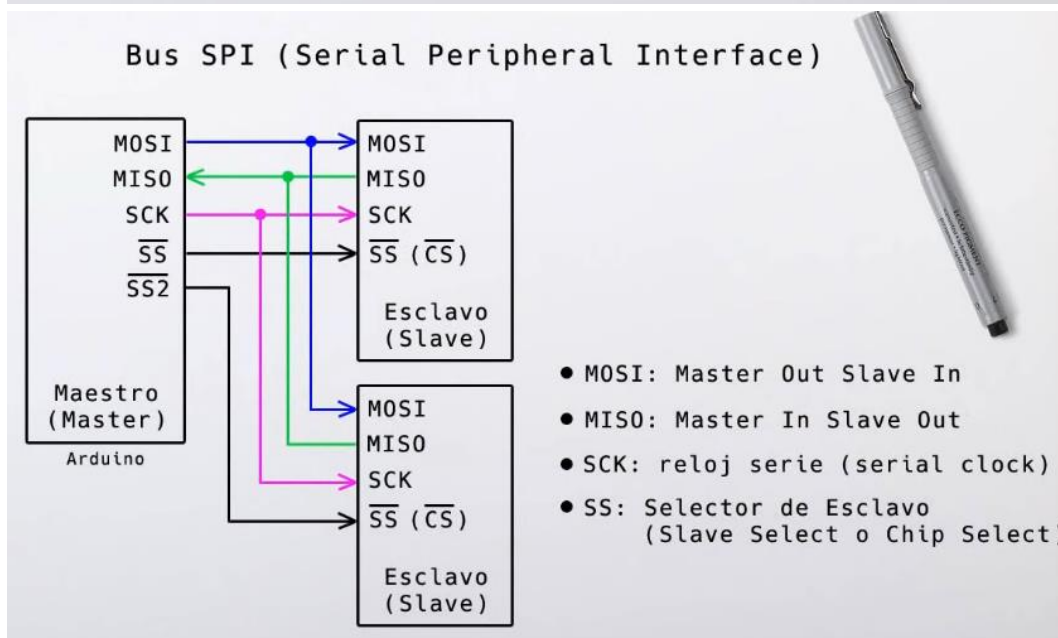 Bus SPI (Serial Peripheral Interface)
MOSI
MISO
SCK
SS
SS2
Maestro
(Master)
Arduino
MOSI
MISO
SCK
SS (CS)
Esclavo
(Slave)
MOSI
MISO
SCK
SS (CS)
Esclavo
(Slave)
● MOSI: Master Out Slave In
● MISO: Master In Slave Out
● SCK: reloj serie (serial clock)
● SS: Selector de Esclavo
(Slave Select o Chip Select)